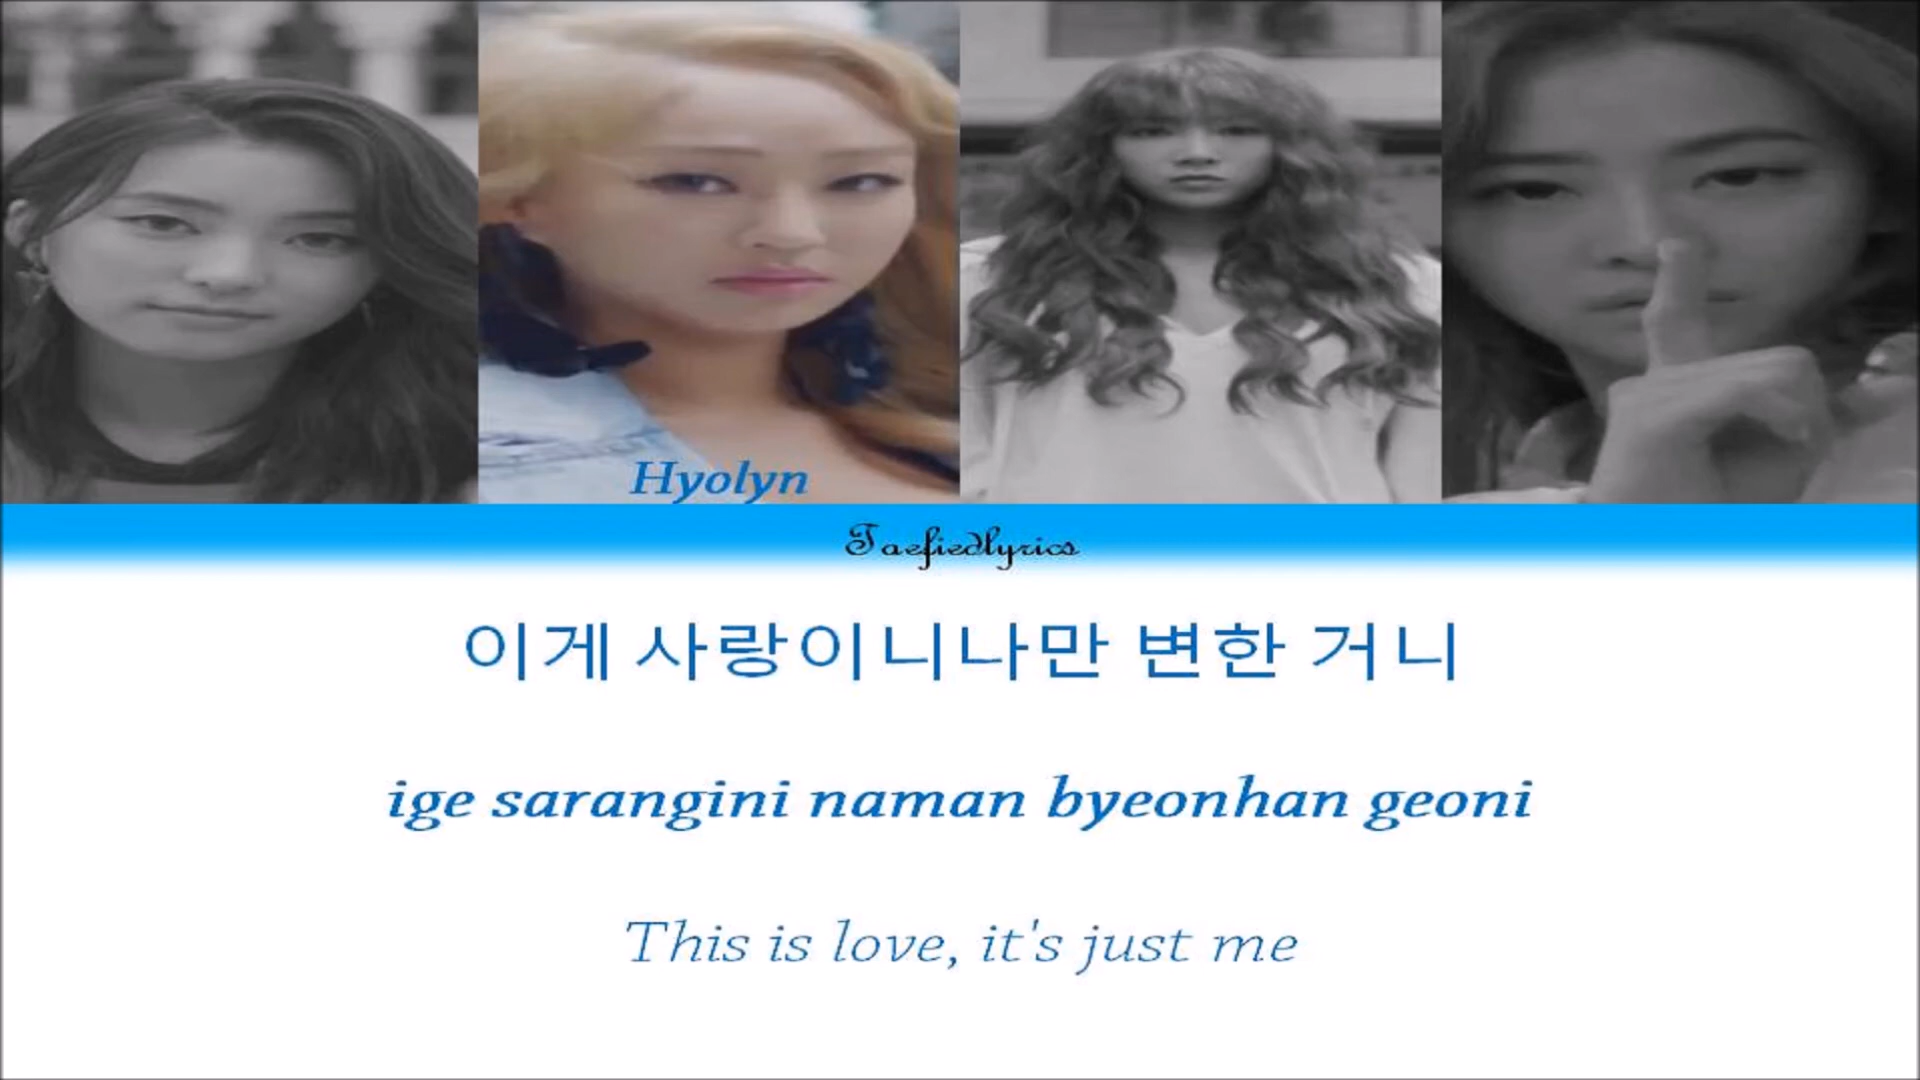 Hyolyn
Taefiedlyrics
이게 사랑이니나만 변한 거니
ige sarangini naman byeonhan geoni
This is love, it's just me